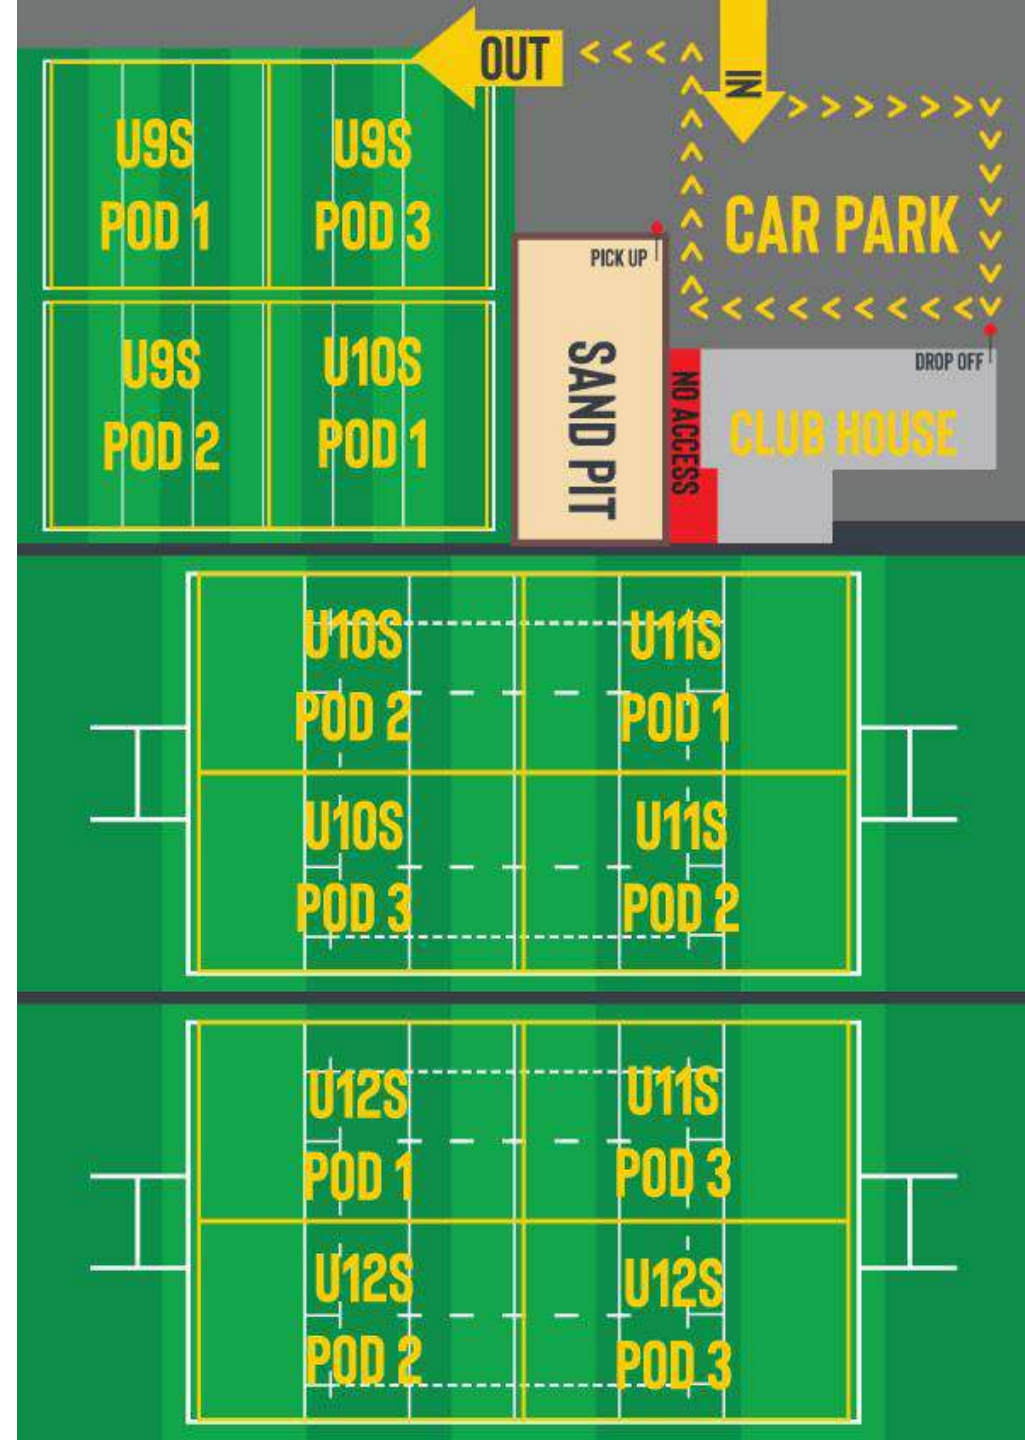 OUT
IN
U9S
POD 1
U9S
POD 3
CAR PARK
PICK UP
U9S
POD 2
U10S
POD 1
SAND PIT
NO ACCESS
DROP OFF
CLUB HOUSE
U10S
POD 2
U11S
POD 1
U10S
POD 3
U11S
POD 2
U12S
POD 1
U11S
POD 3
U12S
POD 2
U12S
POD 3